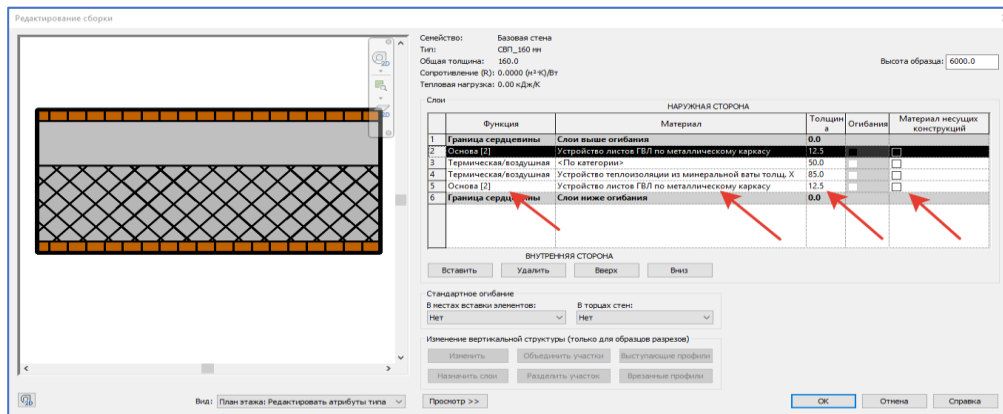 Редактирование сборки
Семейство: Базовая стена
Тип: СВП_160 мм
Общая толщина: 160.0
Высота образца: 6000.0
Сопротивление (R): 0.0000 (м²·К)/Вт
Тепловая нагрузка: 0.00 кДж/К
Слои
НАРУЖНАЯ СТОРОНА
Функция Материал Толщина Огибания Материал несущих конструкций
1 Граница сердцевины Слои выше огибания 0.0
2 Основа [2] Устройство листов ГВЛ по металлическому каркасу 12.5
3 Термическая/воздушная <По категории> 50.0
4 Термическая/воздушная Устройство теплоизоляции из минеральной ваты толщ. X 85.0
5 Основа [2] Устройство листов ГВЛ по металлическому каркасу 12.5
6 Граница сердцевины Слои ниже огибания 0.0
ВНУТРЕННЯЯ СТОРОНА
Вставить Удалить Вверх Вниз
Стандартное огибание
В местах вставки элементов: В торцах стен:
Нет Нет
Изменение вертикальной структуры (только для образцов разрезов)
Изменить Объединить участки Выступающие профили
Назначить слои Разделить участок Врезанные профили
Вид: План этажа: Редактировать атрибуты типа Просмотр >> OK Отмена Справка